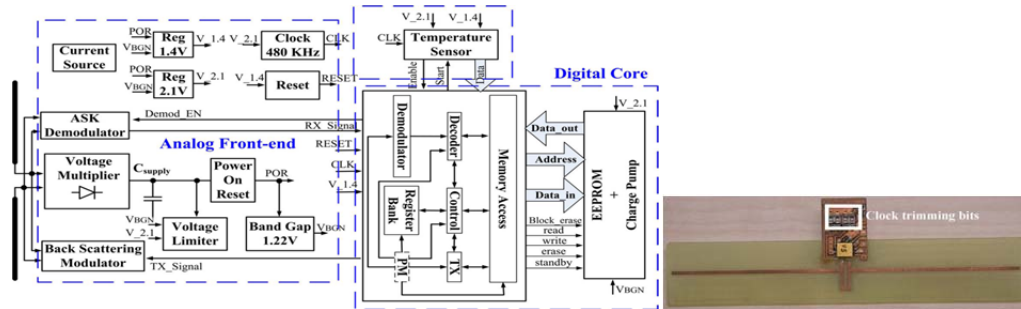 Current
Source
POR
VBGN
Reg
1.4V
V_1.4
V_2.1
Clock
480 KHz
CLK
POR
VBGN
Reg
2.1V
V_2.1
V_1.4
Reset
RESET
ASK
Demodulator
Demod_EN
RX_Signal
Analog Front-end
RESET
CLK
V_1.4
Voltage
Multiplier
Csupply
Power
On
Reset
POR
VBGN
V_2.1
Voltage
Limiter
Band Gap
1.22V
VBGN
Back Scattering
Modulator
TX_Signal
V_2.1
V_1.4
CLK
Temperature
Sensor
Enable
Start
Data
Digital Core
Demodulator
Decoder
Register
Bank
Control
PM
TX
Memory Access
Data_out
Address
Data_in
Block_erase
read
write
erase
standby
V_2.1
EEPROM
+
Charge Pump
VBGN
Clock trimming bits